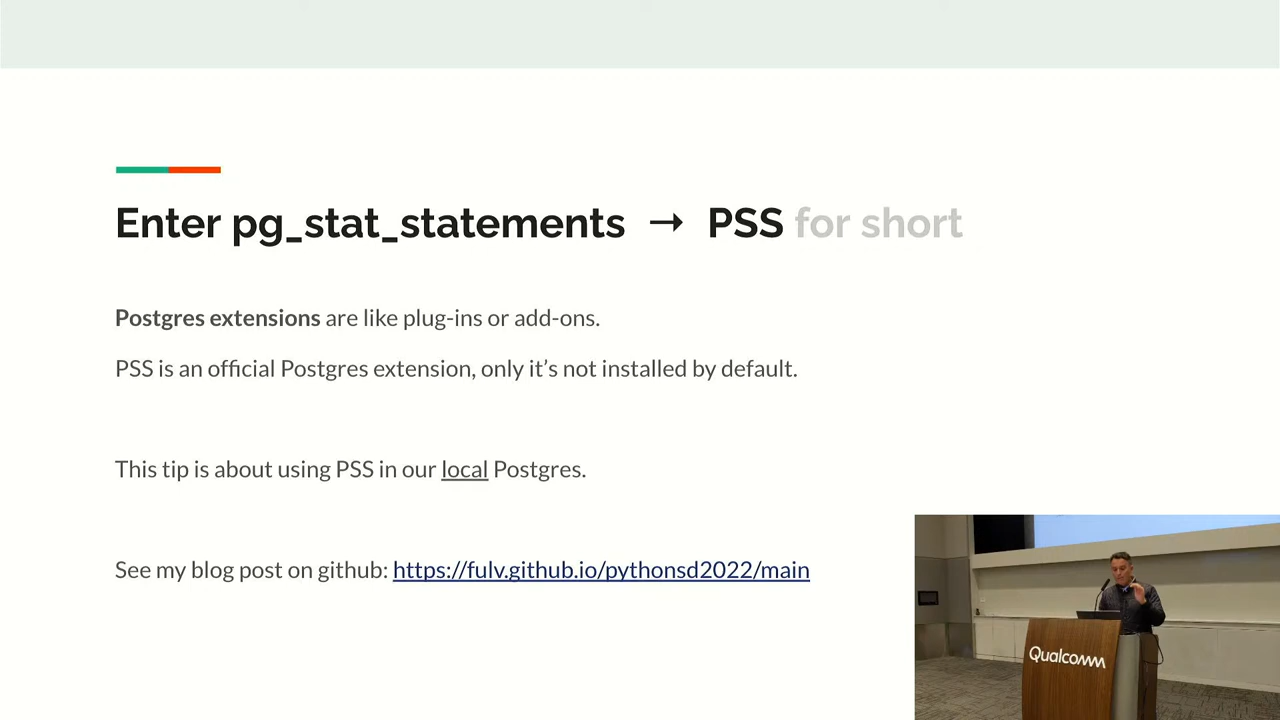 Enter pg_stat_statements → PSS for short
Postgres extensions are like plug-ins or add-ons.
PSS is an official Postgres extension, only it’s not installed by default.
This tip is about using PSS in our local Postgres.
See my blog post on github: https://fulv.github.io/pythonsd2022/main
Qualcomm